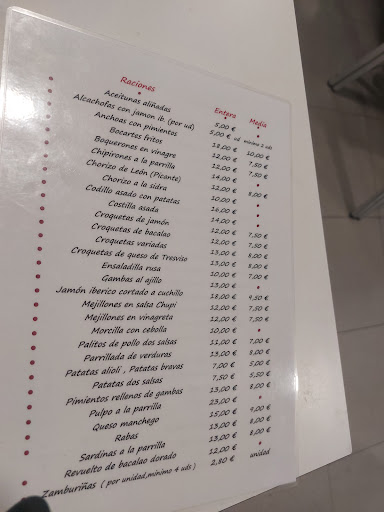 Raciones Entera Media
Aceitunas aliñadas 5,00 €
Alcachofas con jamon ib. (por ud) 5,00 € ud minimo 2 uds
Anchoas con pimientos 18,00 € 10,00 €
Bocartes fritos 12,00 € 7,50 €
Boquerones en vinagre 12,00 € 7,50 €
Chipirones a la parrilla 14,00 €
Chorizo de León (Picante) 12,00 € 8,00 €
Chorizo a la sidra 10,00 €
Codillo asado con patatas 16,00 €
Costilla asada 14,00 €
Croquetas de jamón 12,00 € 7,50 €
Croquetas de bacalao 12,00 € 7,50 €
Croquetas variadas 13,00 € 8,00 €
Croquetas de queso de Tresviso 13,00 € 8,00 €
Ensaladilla rusa 10,00 € 7,00 €
Gambas al ajillo 13,00 €
Jamón iberico cortado a cuchillo 18,00 € 9,50 €
Mejillones en salsa Chupi 12,00 € 7,50 €
Mejillones en vinagreta 12,00 € 7,50 €
Morcilla con cebolla 10,00 €
Palitos de pollo dos salsas 11,00 € 7,00 €
Parrillada de verduras 13,00 € 8,00 €
Patatas alioli , Patatas bravas 7,00 € 5,00 €
Patatas dos salsas 7,50 € 5,50 €
Pimientos rellenos de gambas 13,00 € 8,00 €
Pulpo a la parrilla 23,00 €
Queso manchego 15,00 € 9,00 €
Rabas 13,00 € 8,00 €
Sardinas a la parrilla 13,00 € 8,00 €
Revuelto de bacalao dorado 12,00 €
Zamburiñas ( por unidad,minimo 4 uds ) 2,80 € unidad